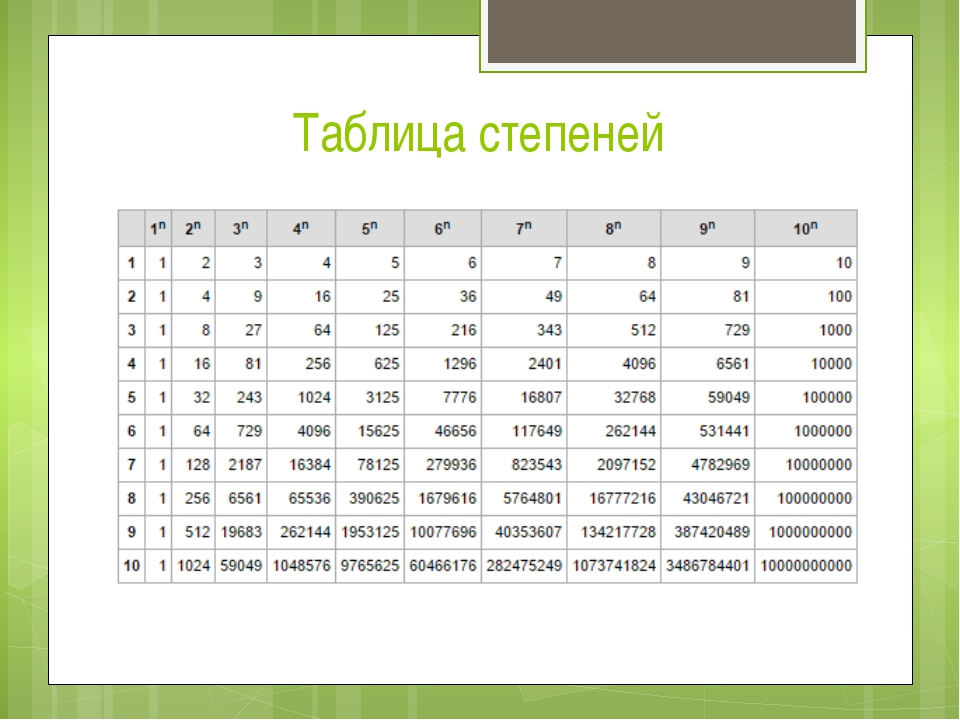 Таблица степеней
1ⁿ 2ⁿ 3ⁿ 4ⁿ 5ⁿ 6ⁿ 7ⁿ 8ⁿ 9ⁿ 10ⁿ
1 1 2 3 4 5 6 7 8 9 10
2 1 4 9 16 25 36 49 64 81 100
3 1 8 27 64 125 216 343 512 729 1000
4 1 16 81 256 625 1296 2401 4096 6561 10000
5 1 32 243 1024 3125 7776 16807 32768 59049 100000
6 1 64 729 4096 15625 46656 117649 262144 531441 1000000
7 1 128 2187 16384 78125 279936 823543 2097152 4782969 10000000
8 1 256 6561 65536 390625 1679616 5764801 16777216 43046721 100000000
9 1 512 19683 262144 1953125 10077696 40353607 134217728 387420489 1000000000
10 1 1024 59049 1048576 9765625 60466176 282475249 1073741824 3486784401 10000000000